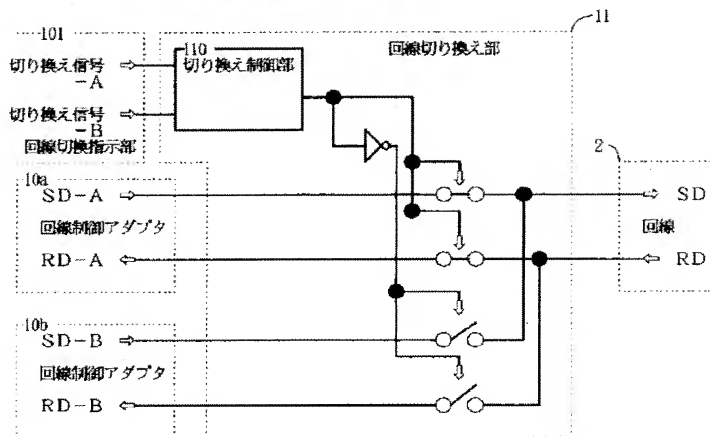 101
切り換え信号
-A
切り換え信号
-B
回線切換指示部
110
切り換え制御部
回線切り換え部
11
10a
SD-A
回線制御アダプタ
RD-A
2
SD
回線
RD
10b
SD-B
回線制御アダプタ
RD-B